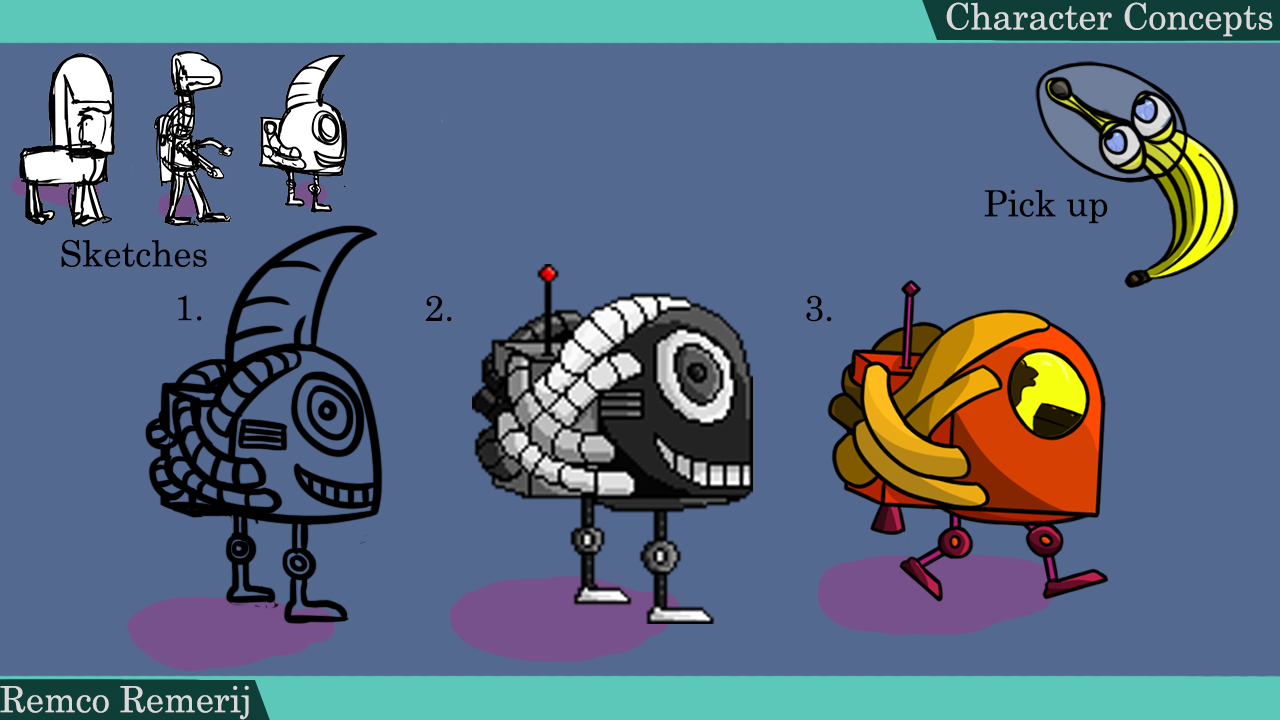 Character Concepts
Pick up
Sketches
1.
2.
3.
Remco Remerij